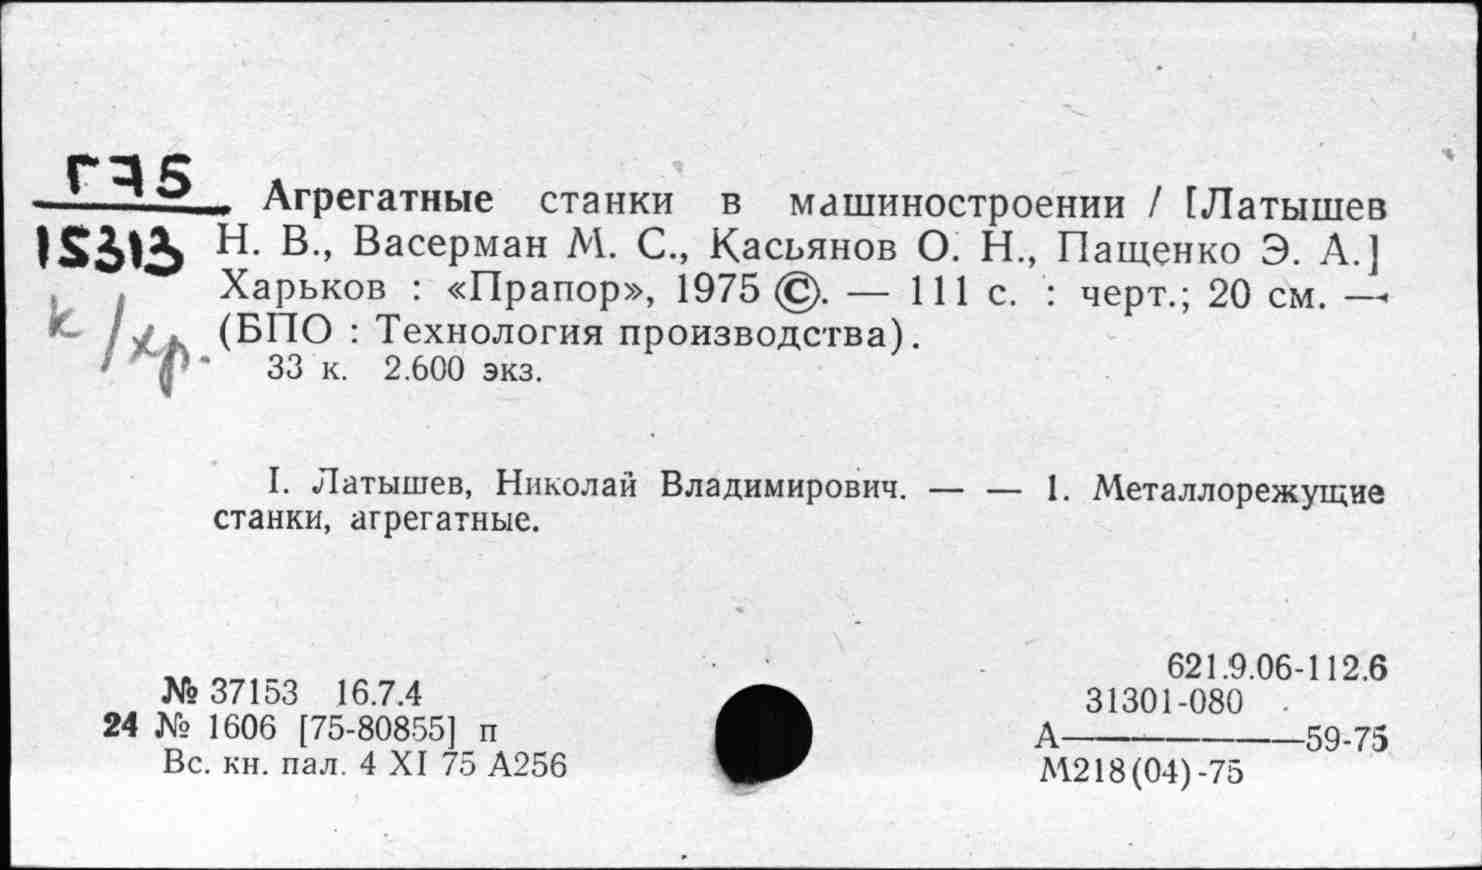 Г75
15313
к/хр.
Агрегатные станки в машиностроении / [Латышев
Н. В., Васерман М. С., Касьянов О. Н., Пащенко Э. А.]
Харьков : «Прапор», 1975 ©. — 111 с. : черт.; 20 см. —
(БПО : Технология производства).
33 к. 2.600 экз.
I. Латышев, Николай Владимирович. — — 1. Металлорежущие
станки, агрегатные.
№ 37153 16.7.4
24 № 1606 [75-80855] п
Вс. кн. пал. 4 XI 75 А256
621.9.06-112.6
31301-080
А——59-75
М218(04)-75